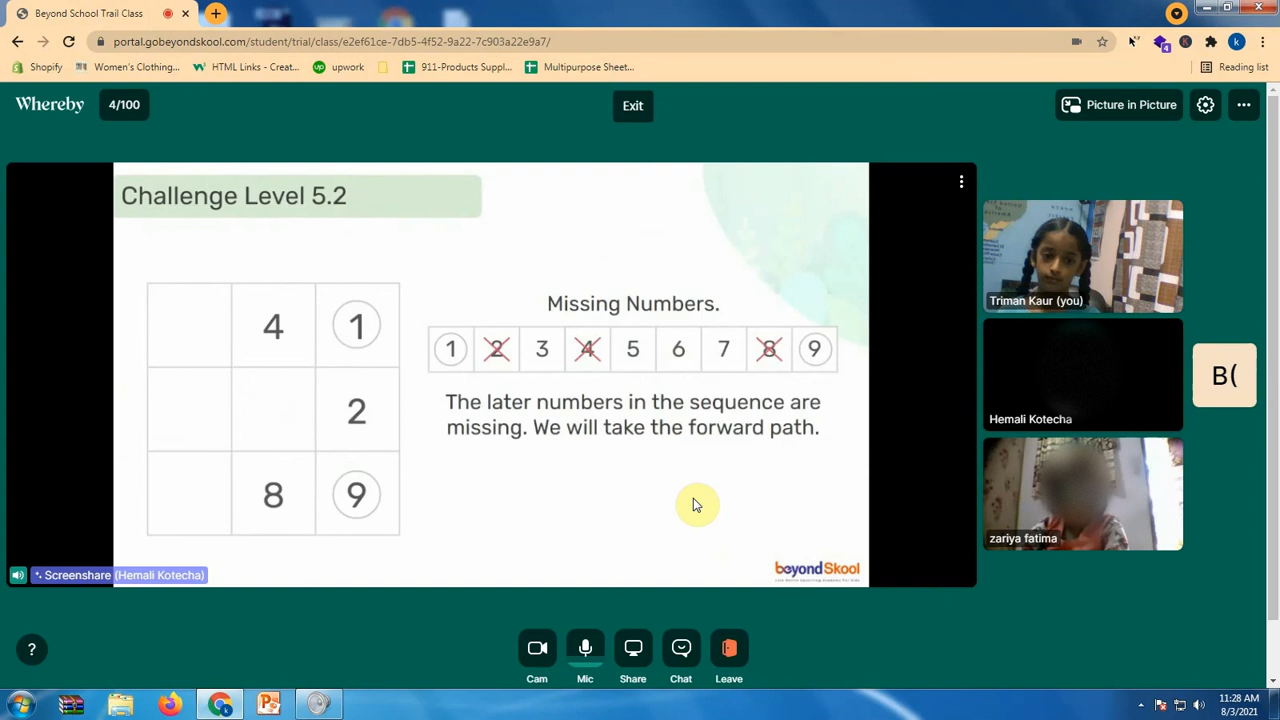 Beyond School Trail Class
portal.gobeyondskool.com/student/trial/class/e2ef61ce-7db5-4f52-9a22-7c903a22e9a7/
4
K
k
Shopify
Women's Clothing...
HTML Links - Creat...
up
upwork
911-Products Suppl...
Multipurpose Sheet...
Reading list
Whereby
4/100
Exit
Picture in Picture
Challenge Level 5.2
4 1
2
8 9
Missing Numbers.
1 2 3 4 5 6 7 8 9
The later numbers in the sequence are
missing. We will take the forward path.
beyondSkool
Screenshare (Hemali Kotecha)
Triman Kaur (you)
Hemali Kotecha
B(
zariya fatima
?
Cam
Mic
Share
Chat
Leave
11:28 AM
8/3/2021